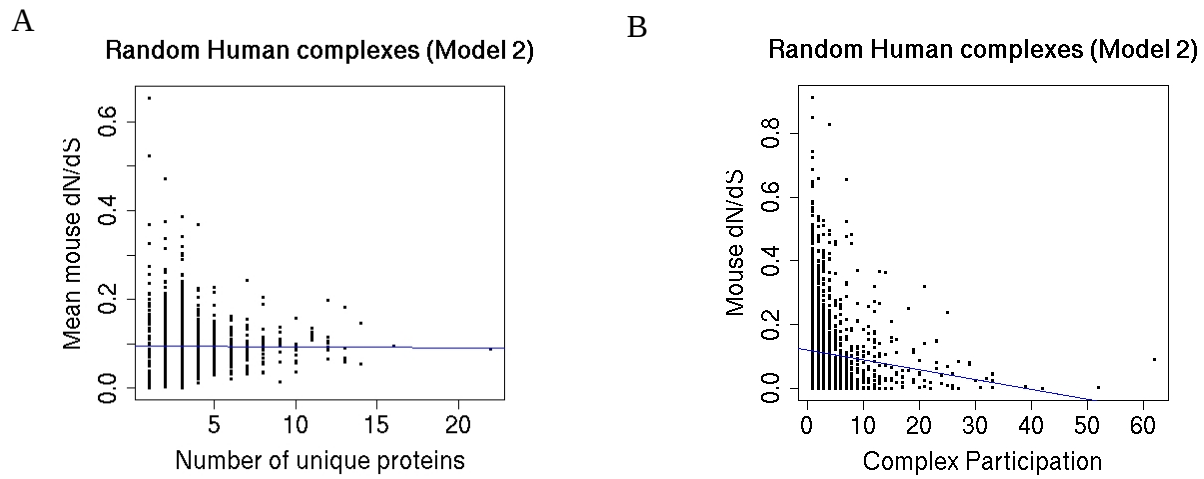 A
Random Human complexes (Model 2)
Mean mouse dN/dS
0.6
0.4
0.2
0.0
5 10 15 20
Number of unique proteins
B
Random Human complexes (Model 2)
Mouse dN/dS
0.8
0.6
0.4
0.2
0.0
0 10 20 30 40 50 60
Complex Participation